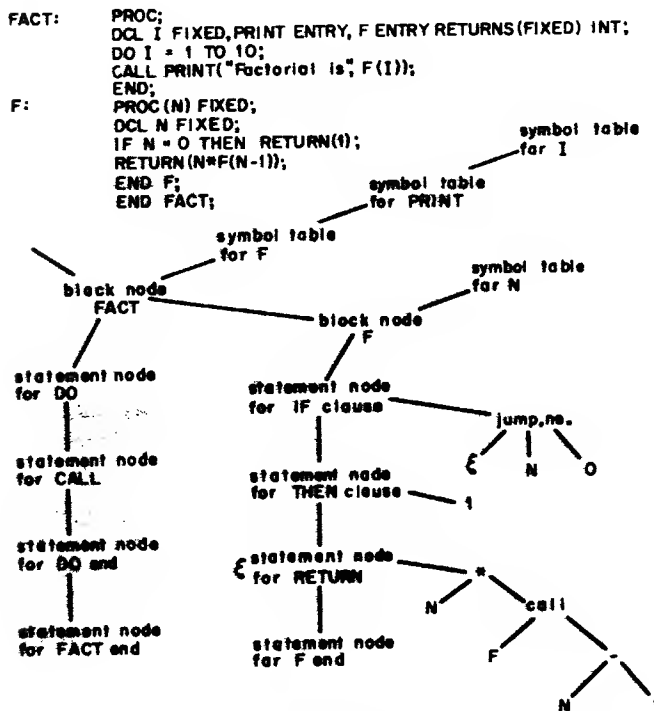 FACT: PROC;
DCL I FIXED, PRINT ENTRY, F ENTRY RETURNS(FIXED) INT;
DO I = 1 TO 10;
CALL PRINT("Factorial is", F(I));
END;
F: PROC(N) FIXED;
DCL N FIXED;
IF N = 0 THEN RETURN(1);
RETURN(N*F(N-1));
END F;
END FACT;
symbol table
for I
symbol table
for PRINT
symbol table
for F
symbol table
for N
block node
FACT
block node
F
statement node
for DO
statement node
for IF clause
jump,ne.
ξ N 0
statement node
for CALL
statement node
for THEN clause
1
statement node
for DO end
ξ statement node
for RETURN
*
N call
statement node
for FACT end
statement node
for F end
F -
N